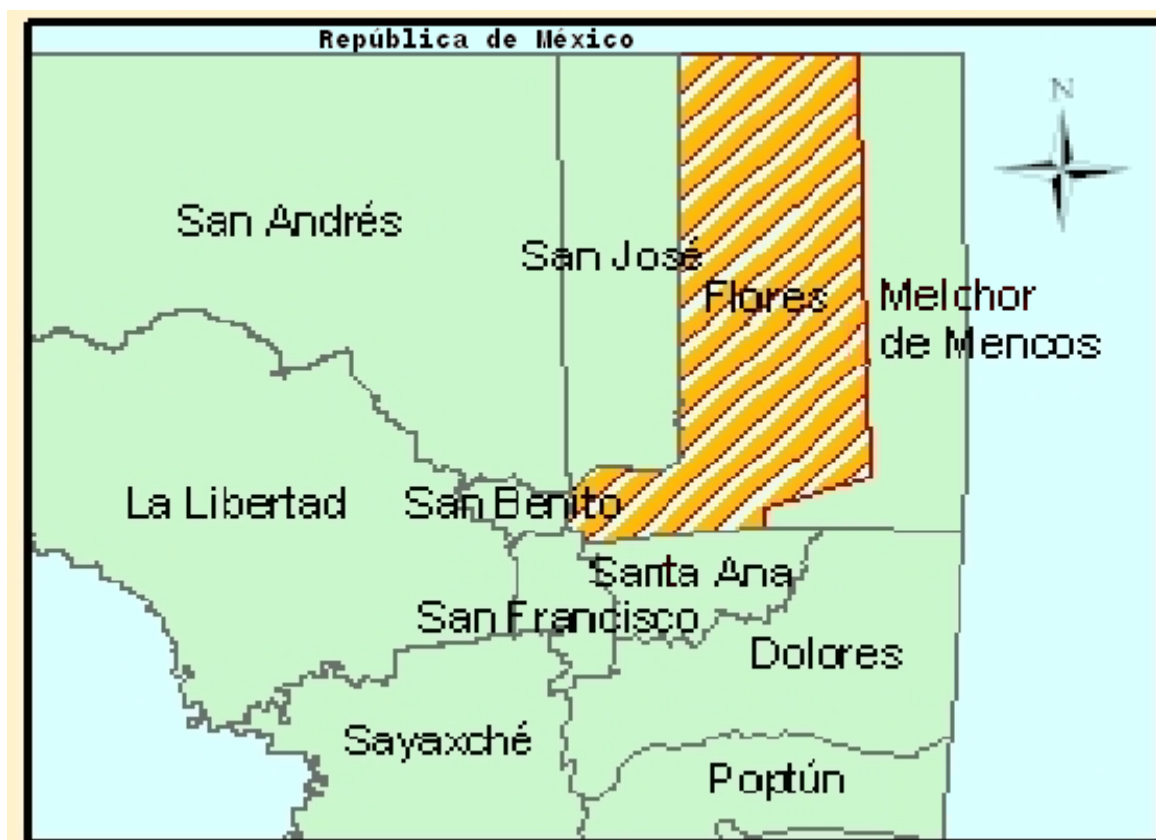 República de México
N
San Andrés
San José
Flores
Melchor
de Mencos
La Libertad
San Benito
Santa Ana
San Francisco
Dolores
Sayaxché
Poptún